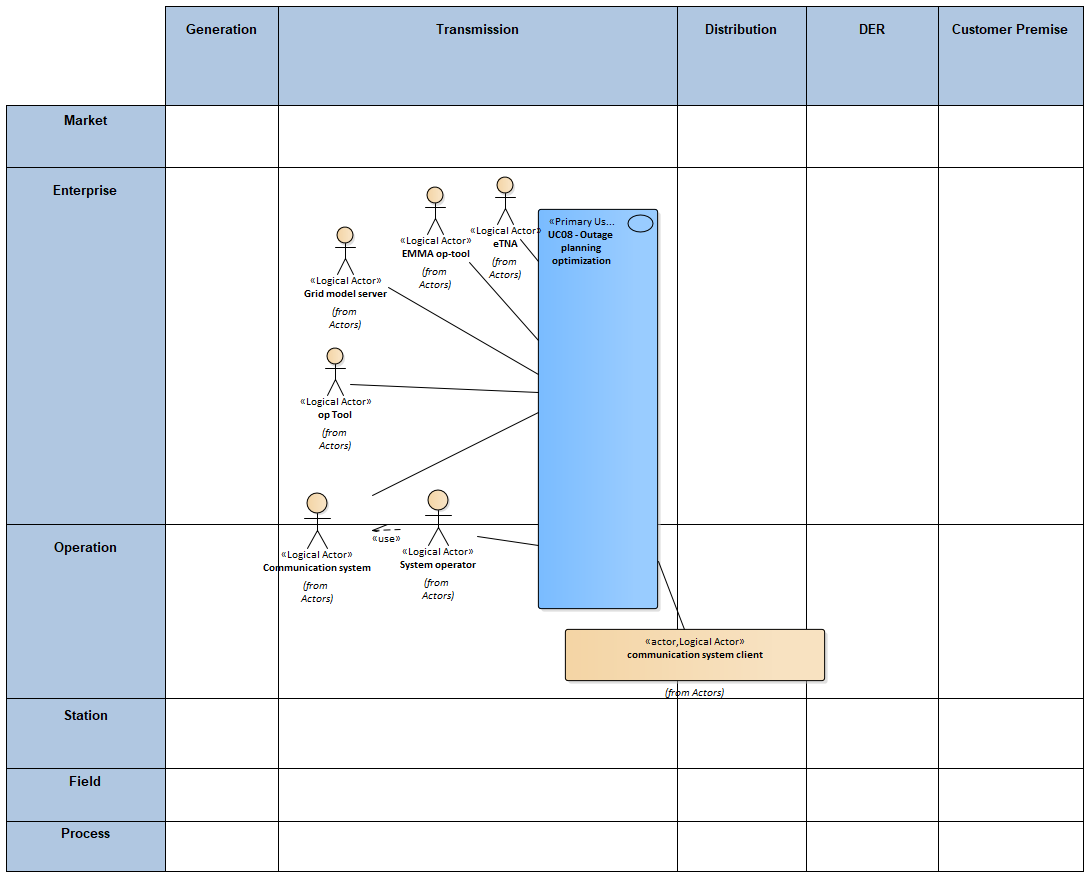 Generation
Transmission
Distribution
DER
Customer Premise
Market
Enterprise
«Logical Actor»
eTNA
(from
Actors)
«Logical Actor»
EMMA op-tool
(from
Actors)
«Primary Us...
UC08 - Outage
planning
optimization
«Logical Actor»
Grid model server
(from
Actors)
«Logical Actor»
op Tool
(from
Actors)
Operation
«Logical Actor»
Communication system
(from
Actors)
«use»
«Logical Actor»
System operator
(from
Actors)
«actor,Logical Actor»
communication system client
(from Actors)
Station
Field
Process